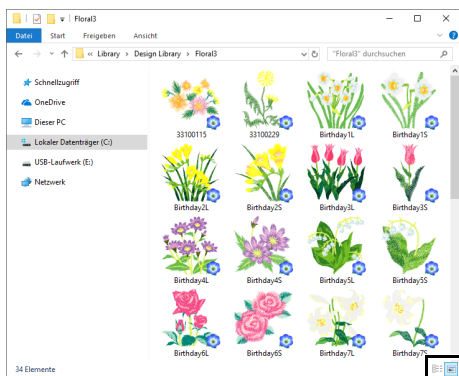 Floral3
Datei Start Freigeben Ansicht
« Library › Design Library › Floral3
"Floral3" durchsuchen
Schnellzugriff
OneDrive
Dieser PC
Lokaler Datenträger (C:)
USB-Laufwerk (E:)
Netzwerk
33100115 33100229 Birthday1L Birthday1S
Birthday2L Birthday2S Birthday3L Birthday3S
Birthday4L Birthday4S Birthday5L Birthday5S
Birthday6L Birthday6S Birthday7L Birthday7S
34 Elemente